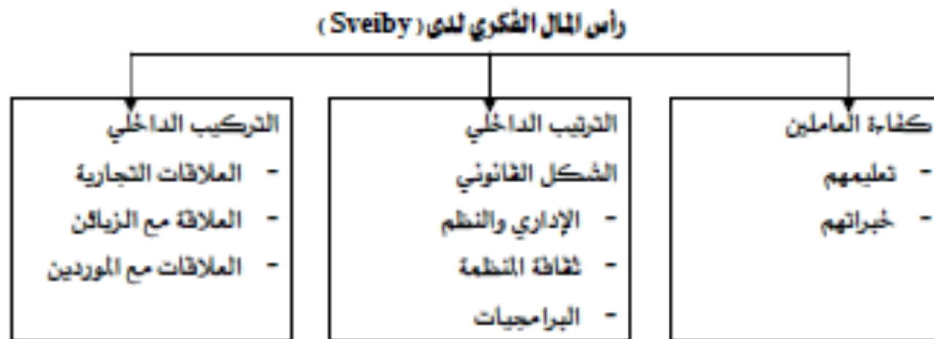 رأس المال الفكري لدى ( Sveiby )
كفاءة العاملين
- تعليمهم
- خبراتهم
الترتيب الداخلي
الشكل القانوني
- الإداري والنظم
- ثقافة المنظمة
- البرامجيات
التركيب الداخلي
- العلاقات التجارية
- العلاقة مع الزبائن
- العلاقات مع الموردين